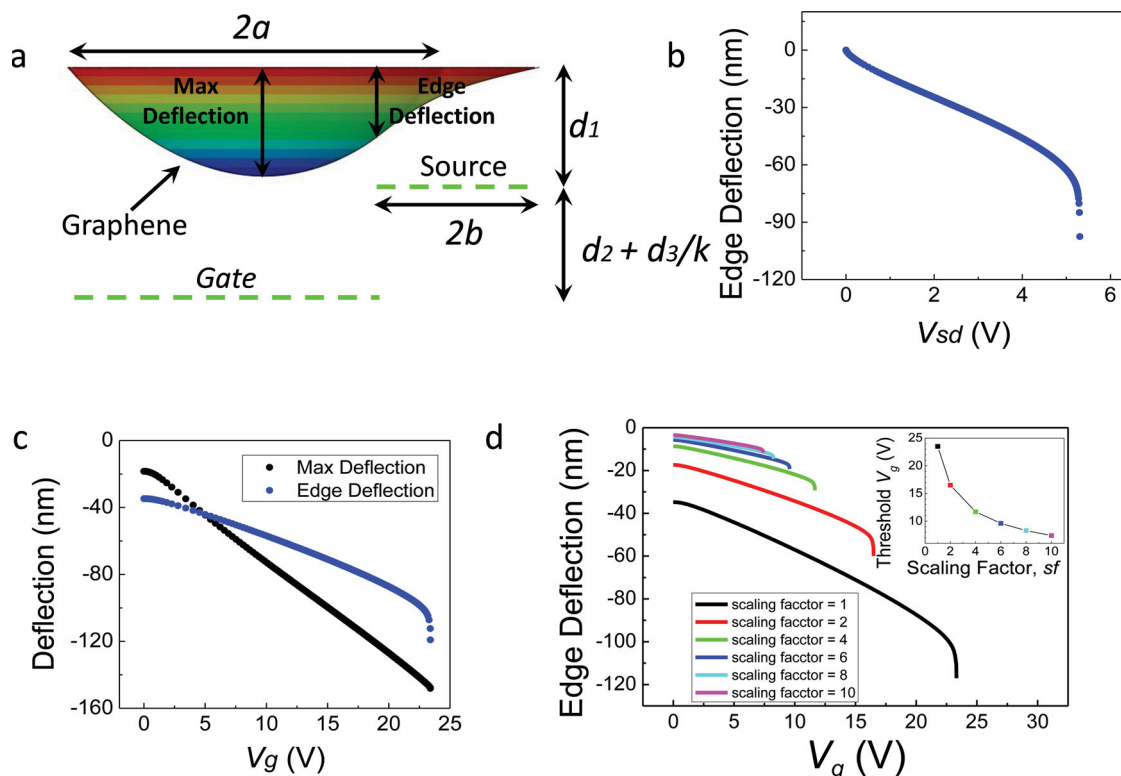 a
2a
Max
Deflection
Edge
Deflection
d1
Source
Graphene
2b
d2 + d3/k
Gate
b
Edge Deflection (nm)
0
-30
-60
-90
-120
0
2
4
6
Vsd (V)
c
Deflection (nm)
0
-40
-80
-120
-160
Max Deflection
Edge Deflection
0
5
10
15
20
25
Vg (V)
d
Edge Deflection (nm)
0
-20
-40
-60
-80
-100
-120
scaling facctor = 1
scaling facctor = 2
scaling facctor = 4
scaling facctor = 6
scaling facctor = 8
scaling facctor = 10
0
5
10
15
20
25
30
Vg (V)
Threshold Vg (V)
25
20
15
10
0
2
4
6
8
10
Scaling Factor, sf